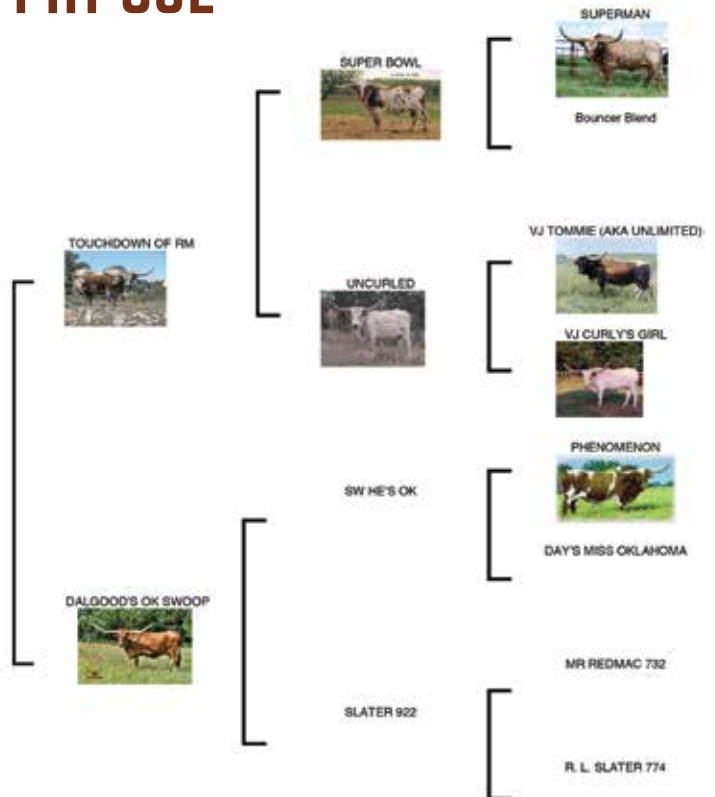 SUPERMAN
SUPER BOWL
Bouncer Blend
VJ TOMMIE (AKA UNLIMITED)
TOUCHDOWN OF RM
UNCURLED
VJ CURLY'S GIRL
PHENOMENON
SW HE'S OK
DAY'S MISS OKLAHOMA
DALGOOD'S OK SWOOP
MR REDMAC 732
SLATER 922
R. L. SLATER 774